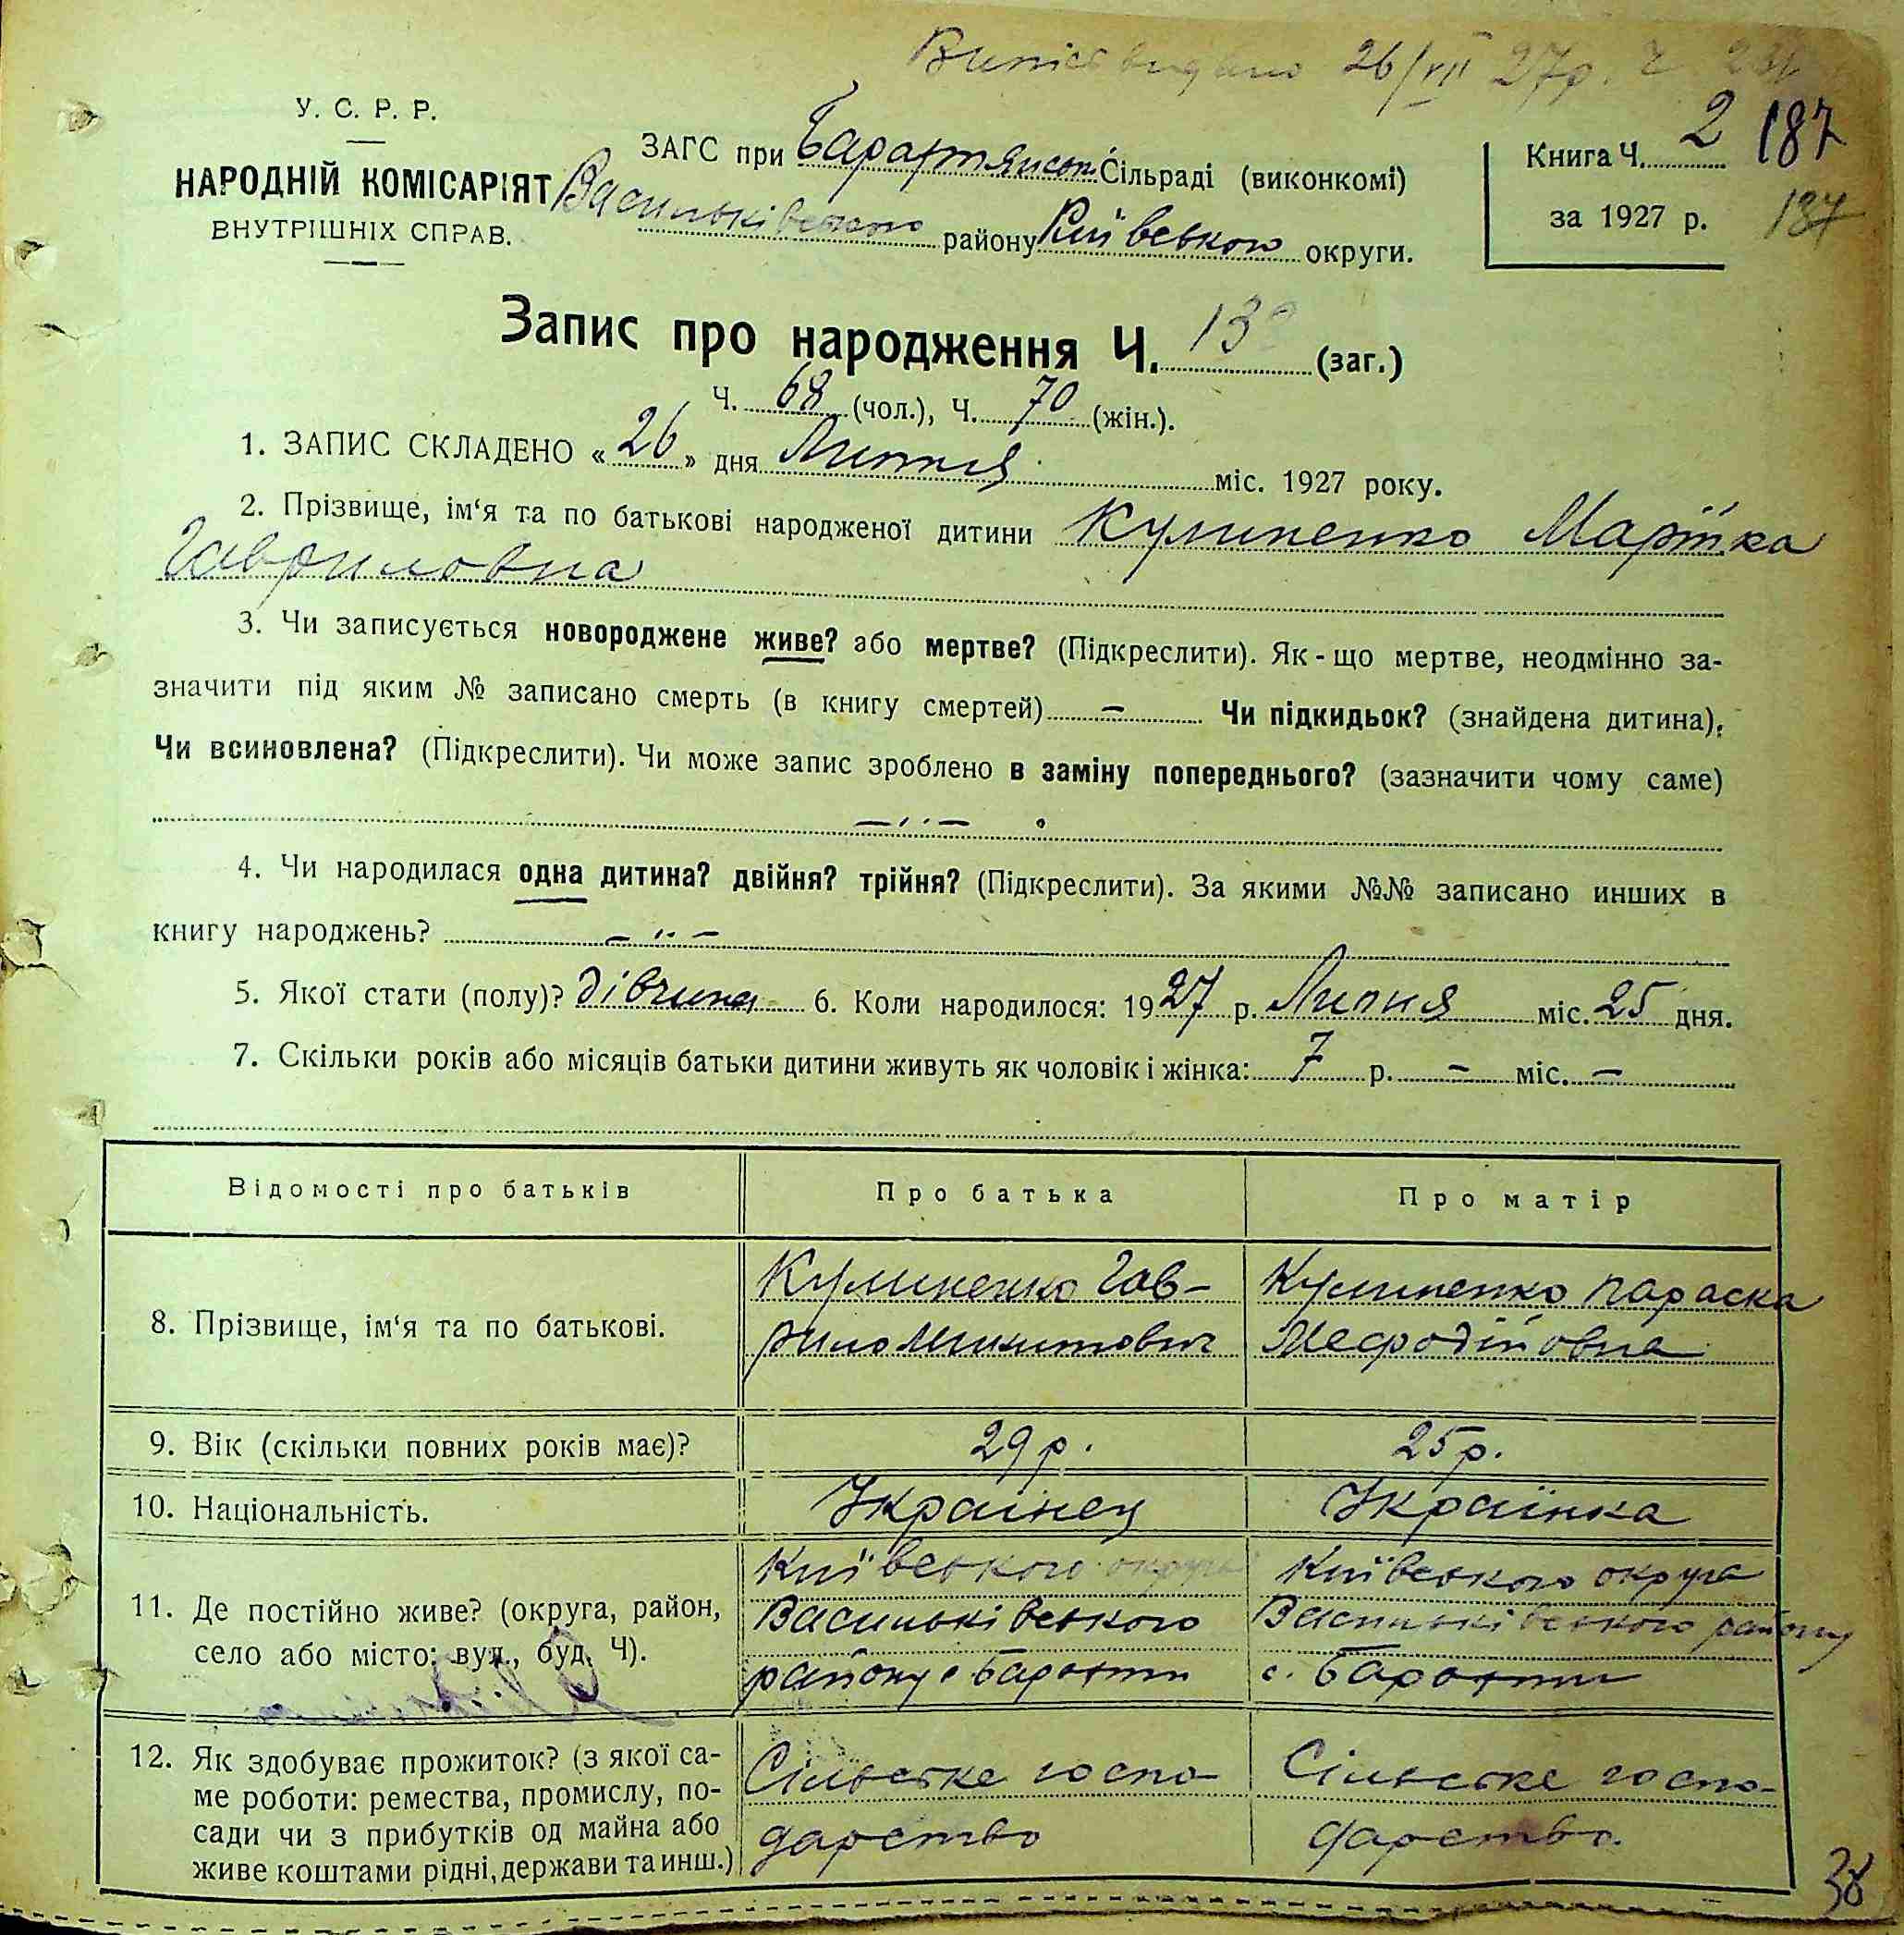 26/VII 27р.
У. С. Р. Р.
НАРОДНІЙ КОМІСАРІЯТ
ВНУТРІШНІХ СПРАВ.
ЗАГС при Сільраді (виконкомі)
Васильківського району Київського округи.
Книга Ч. 2 187
за 1927 р. 187
Запис про народження Ч. (заг.)
Ч. 68 (чол.), Ч. 70 (жін.).
1. ЗАПИС СКЛАДЕНО « 26 » дня Липня міс. 1927 року.
2. Прізвище, ім‘я та по батькові народженої дитини Марійка
Гавриловна
3. Чи записується новороджене живе? або мертве? (Підкреслити). Як-що мертве, неодмінно за-
значити під яким № записано смерть (в книгу смертей) — Чи підкидьок? (знайдена дитина),
Чи всиновлена? (Підкреслити). Чи може запис зроблено в заміну попереднього? (зазначити чому саме)
— ,, —
4. Чи народилася одна дитина? двійня? трійня? (Підкреслити). За якими №№ записано инших в
книгу народжень? — ,, —
5. Якої стати (полу)? дівчина 6. Коли народилося: 1927 р. Липня міс. 25 дня.
7. Скільки років або місяців батьки дитини живуть як чоловік і жінка: 7 р. — міс. —
Відомості про батьків Про батька Про матір
8. Прізвище, ім‘я та по батькові.
Гав-
рило Микитович
Параска
Мефодійовна
9. Вік (скільки повних років має)? 29 р. 25 р.
10. Національність. Українец Українка
11. Де постійно живе? (округа, район,
село або місто: вул., буд. Ч).
Київського округа
Васильківського
району с Барахти
Київського округа
Васильківського району
с. Барахти
12. Як здобуває прожиток? (з якої са-
ме роботи: ремества, промислу, по-
сади чи з прибутків од майна або
живе коштами рідні, держави та инш.)
Сільське госпо-
дарство
Сільське госпо-
дарство.
38